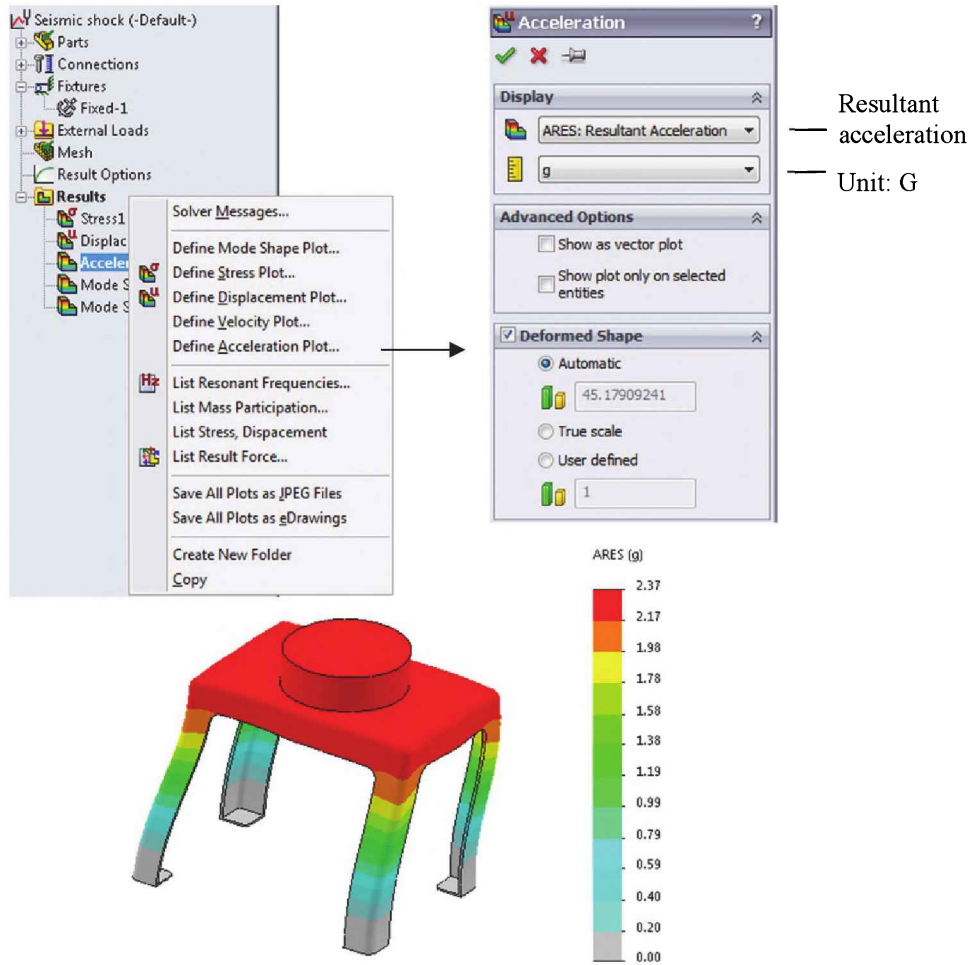 Seismic shock (-Default-)
Parts
Connections
Fixtures
Fixed-1
External Loads
Mesh
Result Options
Results
Stress1
Displac
Acceler
Mode S
Mode S
Solver Messages...
Define Mode Shape Plot...
Define Stress Plot...
Define Displacement Plot...
Define Velocity Plot...
Define Acceleration Plot...
Hz List Resonant Frequencies...
List Mass Participation...
List Stress, Dispacement
List Result Force...
Save All Plots as JPEG Files
Save All Plots as eDrawings
Create New Folder
Copy
Acceleration ?
Display
ARES: Resultant Acceleration
g
Advanced Options
Show as vector plot
Show plot only on selected
entities
Deformed Shape
Automatic
45.17909241
True scale
User defined
1
Resultant
acceleration
Unit: G
ARES (g)
2.37
2.17
1.98
1.78
1.58
1.38
1.19
0.99
0.79
0.59
0.40
0.20
0.00